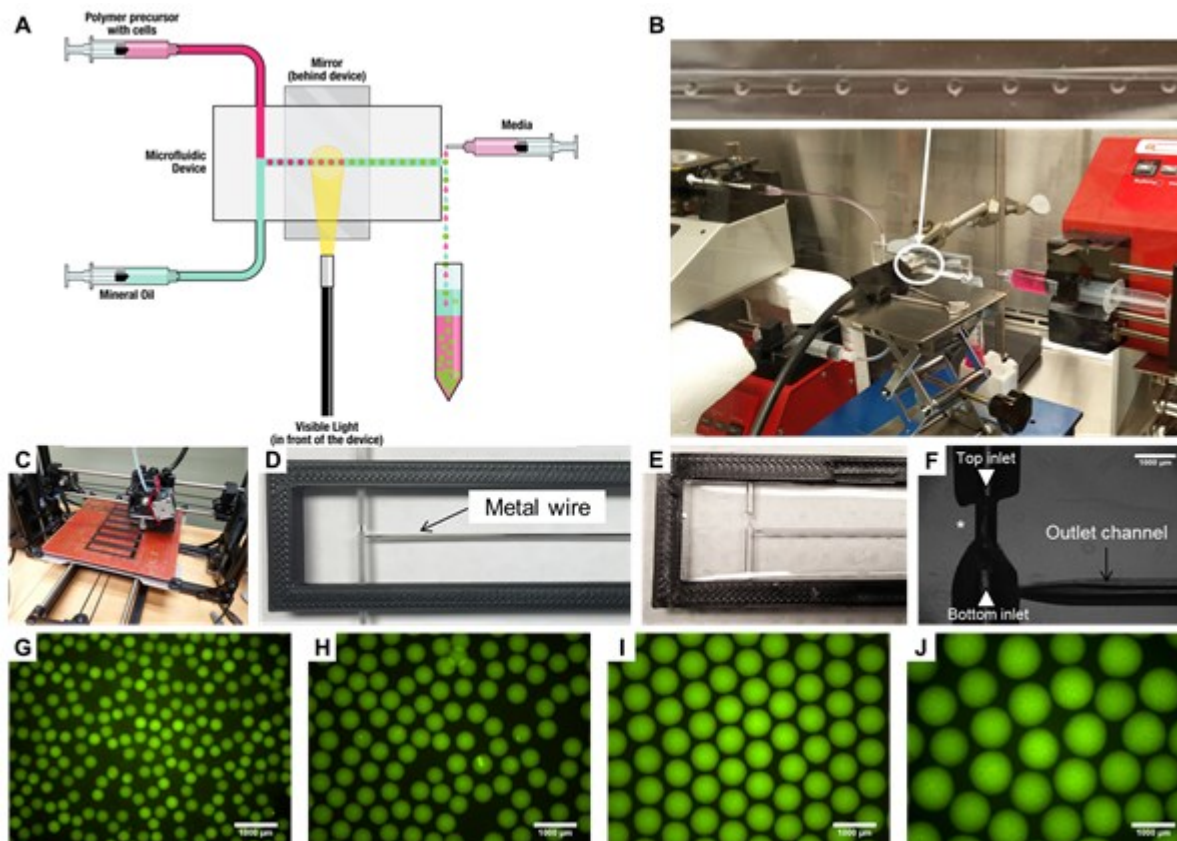 A
Polymer precursor
with cells
Mirror
(behind device)
Media
Microfluidic
Device
Mineral Oil
Visible Light
(in front of the device)
B
C
D
Metal wire
E
F
Top inlet
1000 µm
*
Outlet channel
Bottom inlet
G
1000 µm
H
1000 µm
I
1000 µm
J
1000 µm